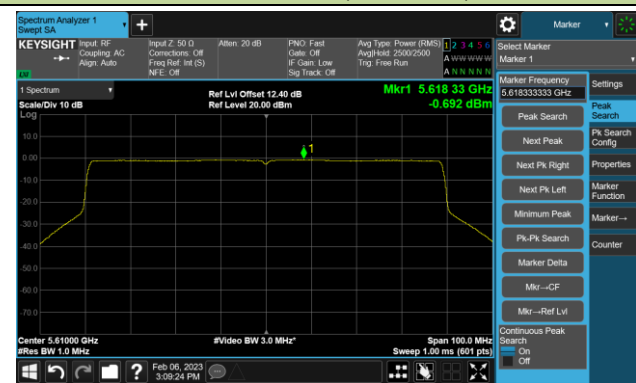 Spectrum Analyzer 1
Swept SA
Marker
KEYSIGHT
Input: RF
Coupling: AC
Align: Auto
Input Z: 50 Ω
Corrections: Off
Freq Ref: Int (S)
NFE: Off
Atten: 20 dB
PNO: Fast
Gate: Off
IF Gain: Low
Sig Track: Off
Avg Type: Power (RMS)
Avg|Hold: 2500/2500
Trig: Free Run
1 2 3 4 5 6
A W W W W W
A N N N N N
Select Marker
Marker 1
1 Spectrum
Scale/Div 10 dB
Log
Ref Lvl Offset 12.40 dB
Ref Level 20.00 dBm
Mkr1 5.618 33 GHz
-0.692 dBm
Marker Frequency
5.618333333 GHz
Settings
Peak Search
Peak
Search
Next Peak
Pk Search
Config
Next Pk Right
Properties
Next Pk Left
Marker
Function
Minimum Peak
Marker→
Pk-Pk Search
Counter
Marker Delta
Mkr→CF
Mkr→Ref Lvl
Continuous Peak
Search
On
Off
10.0
0.00
-10.0
-20.0
-30.0
-40.0
-50.0
-60.0
-70.0
1
Center 5.61000 GHz
#Res BW 1.0 MHz
#Video BW 3.0 MHz*
Span 100.0 MHz
Sweep 1.00 ms (601 pts)
?
Feb 06, 2023
3:09:24 PM